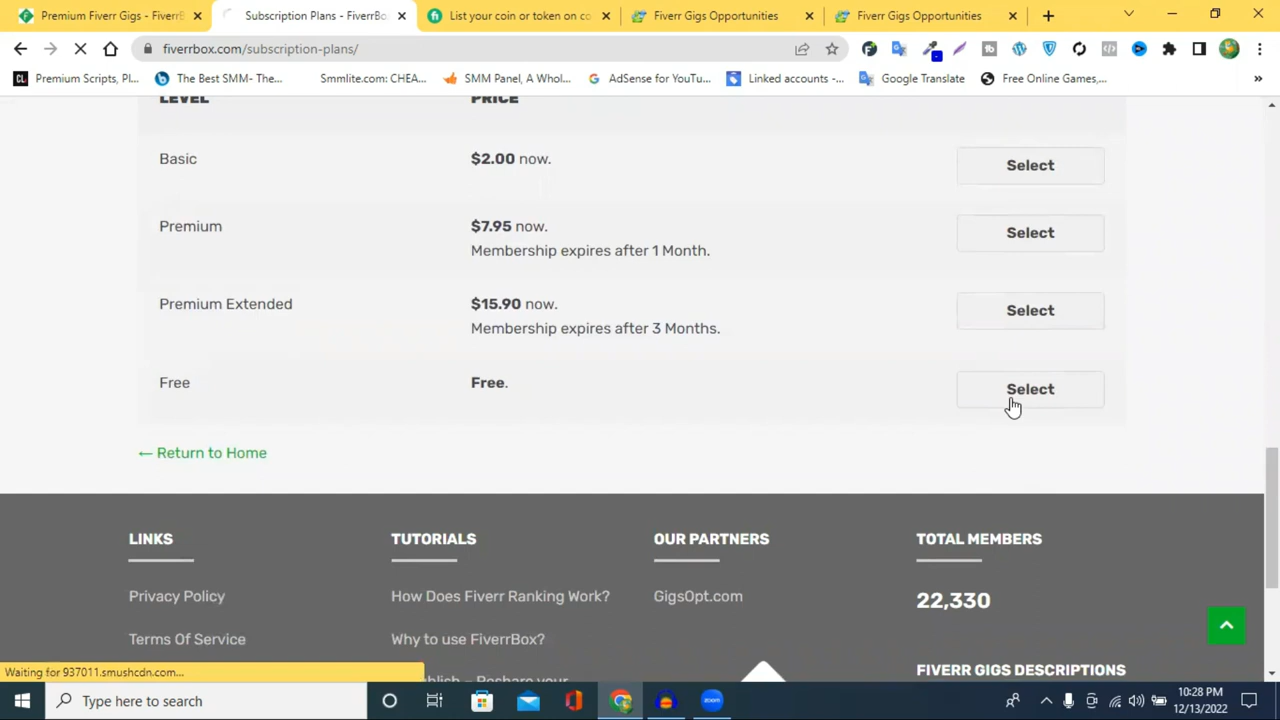 Premium Fiverr Gigs - FiverrB
Subscription Plans - FiverrBo
List your coin or token on co
Fiverr Gigs Opportunities
Fiverr Gigs Opportunities
fiverrbox.com/subscription-plans/
Premium Scripts, Pl...
The Best SMM- The...
Smmlite.com: CHEA...
SMM Panel, A Whol...
AdSense for YouTu...
Linked accounts -...
Google Translate
Free Online Games,...
LEVEL
PRICE
Basic
$2.00 now.
Select
Premium
$7.95 now.
Membership expires after 1 Month.
Select
Premium Extended
$15.90 now.
Membership expires after 3 Months.
Select
Free
Free.
Select
← Return to Home
LINKS
TUTORIALS
OUR PARTNERS
TOTAL MEMBERS
Privacy Policy
How Does Fiverr Ranking Work?
GigsOpt.com
22,330
Terms Of Service
Why to use FiverrBox?
FIVERR GIGS DESCRIPTIONS
Waiting for 937011.smushcdn.com...
Type here to search
zoom
10:28 PM
12/13/2022